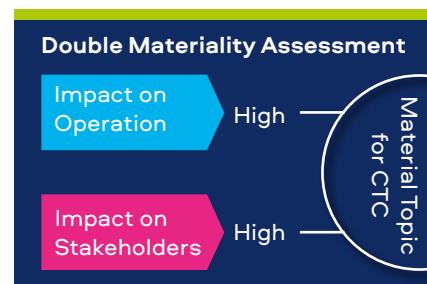 Double Materiality Assessment
Impact on
Operation
High
Material Topic
for CTC
Impact on
Stakeholders
High